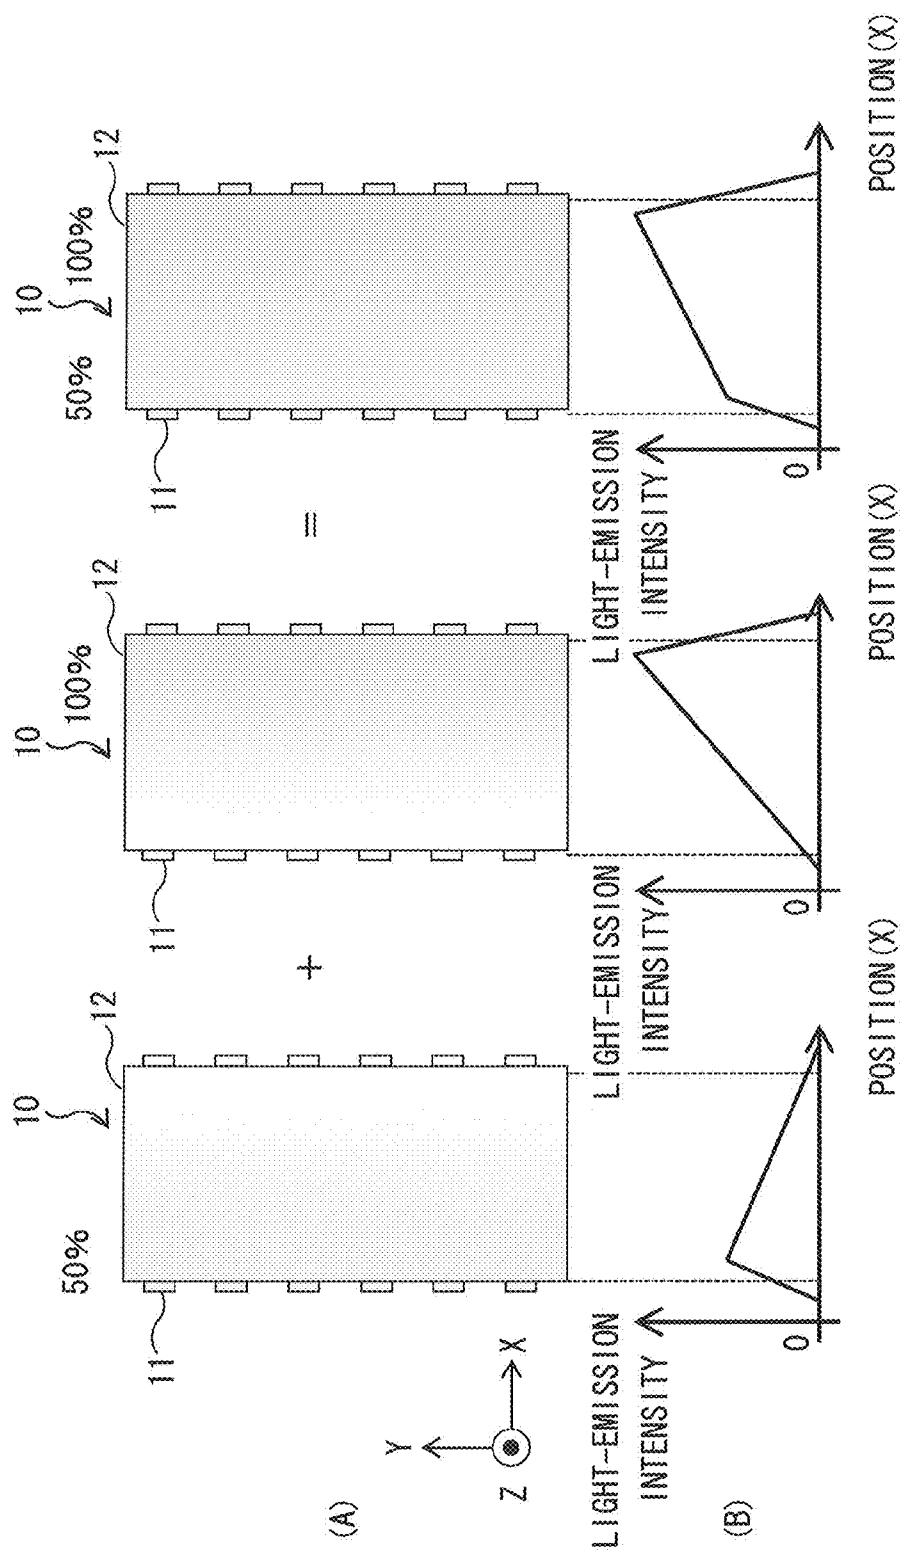 (A)
50%
10
12
11
+
10
100%
12
11
=
50%
10
100%
12
11
Y
X
Z
(B)
LIGHT-EMISSION
INTENSITY
0
POSITION(X)
LIGHT-EMISSION
INTENSITY
0
POSITION(X)
LIGHT-EMISSION
INTENSITY
0
POSITION(X)